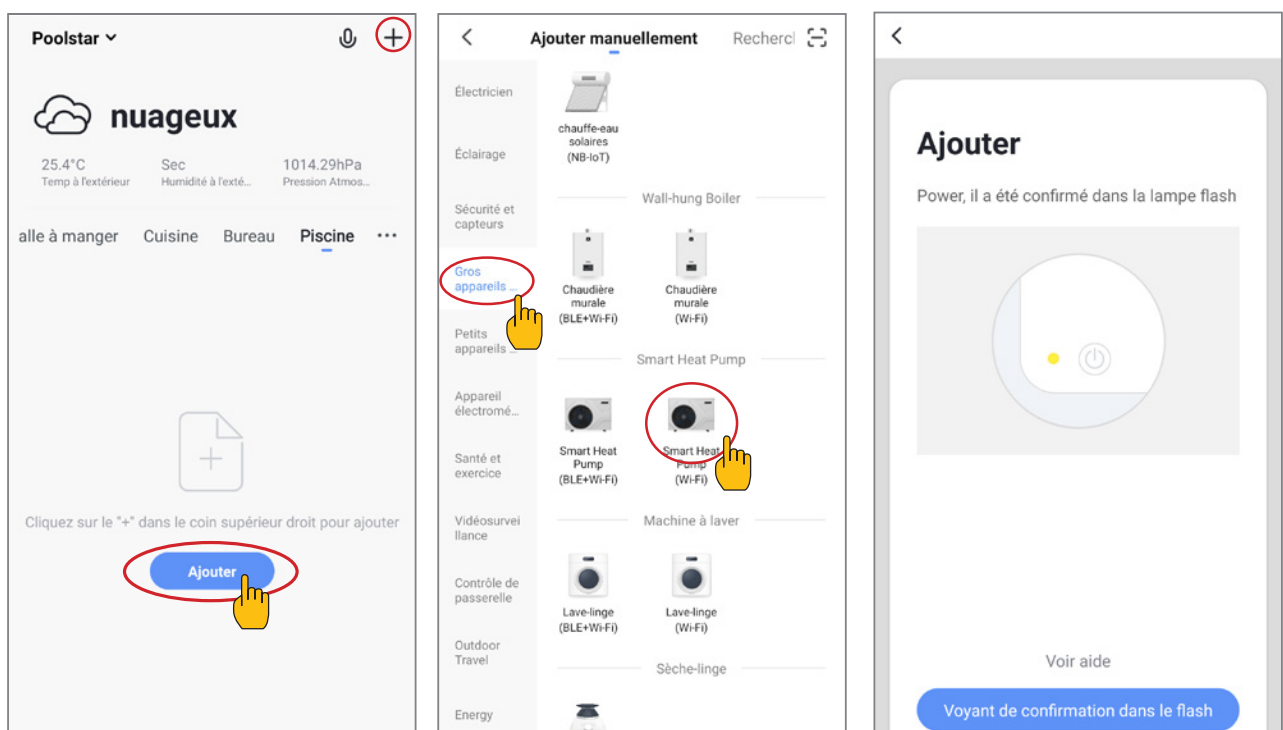 Poolstar
nuageux
25.4°C Sec 1014.29hPa
Temp à l'extérieur Humidité à l'exté... Pression Atmos...
alle à manger Cuisine Bureau Piscine ...
Cliquez sur le "+" dans le coin supérieur droit pour ajouter
Ajouter
Ajouter manuellement Recherc
Électricien
Éclairage
Sécurité et
capteurs
Gros
appareils ...
Petits
appareils ...
Appareil
électromé...
Santé et
exercice
Vidéosurvei
llance
Contrôle de
passerelle
Outdoor
Travel
Energy
chauffe-eau
solaires
(NB-IoT)
Wall-hung Boiler
Chaudière
murale
(BLE+Wi-Fi)
Chaudière
murale
(Wi-Fi)
Smart Heat Pump
Smart Heat
Pump
(BLE+Wi-Fi)
Smart Heat
Pump
(Wi-Fi)
Machine à laver
Lave-linge
(BLE+Wi-Fi)
Lave-linge
(Wi-Fi)
Sèche-linge
Ajouter
Power, il a été confirmé dans la lampe flash
Voir aide
Voyant de confirmation dans le flash